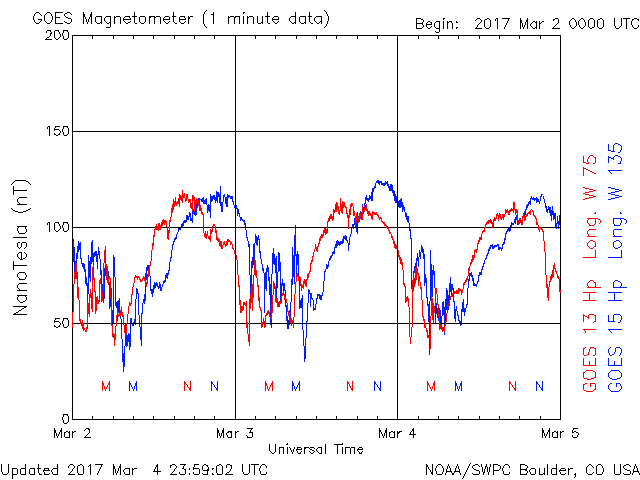 GOES Magnetometer (1 minute data)
Begin: 2017 Mar 2 0000 UTC
200
150
100
50
0
NanoTesla (nT)
GOES 13 Hp Long. W 75
GOES 15 Hp Long. W 135
M M N N M M N N M M N N
Mar 2 Mar 3 Mar 4 Mar 5
Universal Time
Updated 2017 Mar 4 23:59:02 UTC
NOAA/SWPC Boulder, CO USA